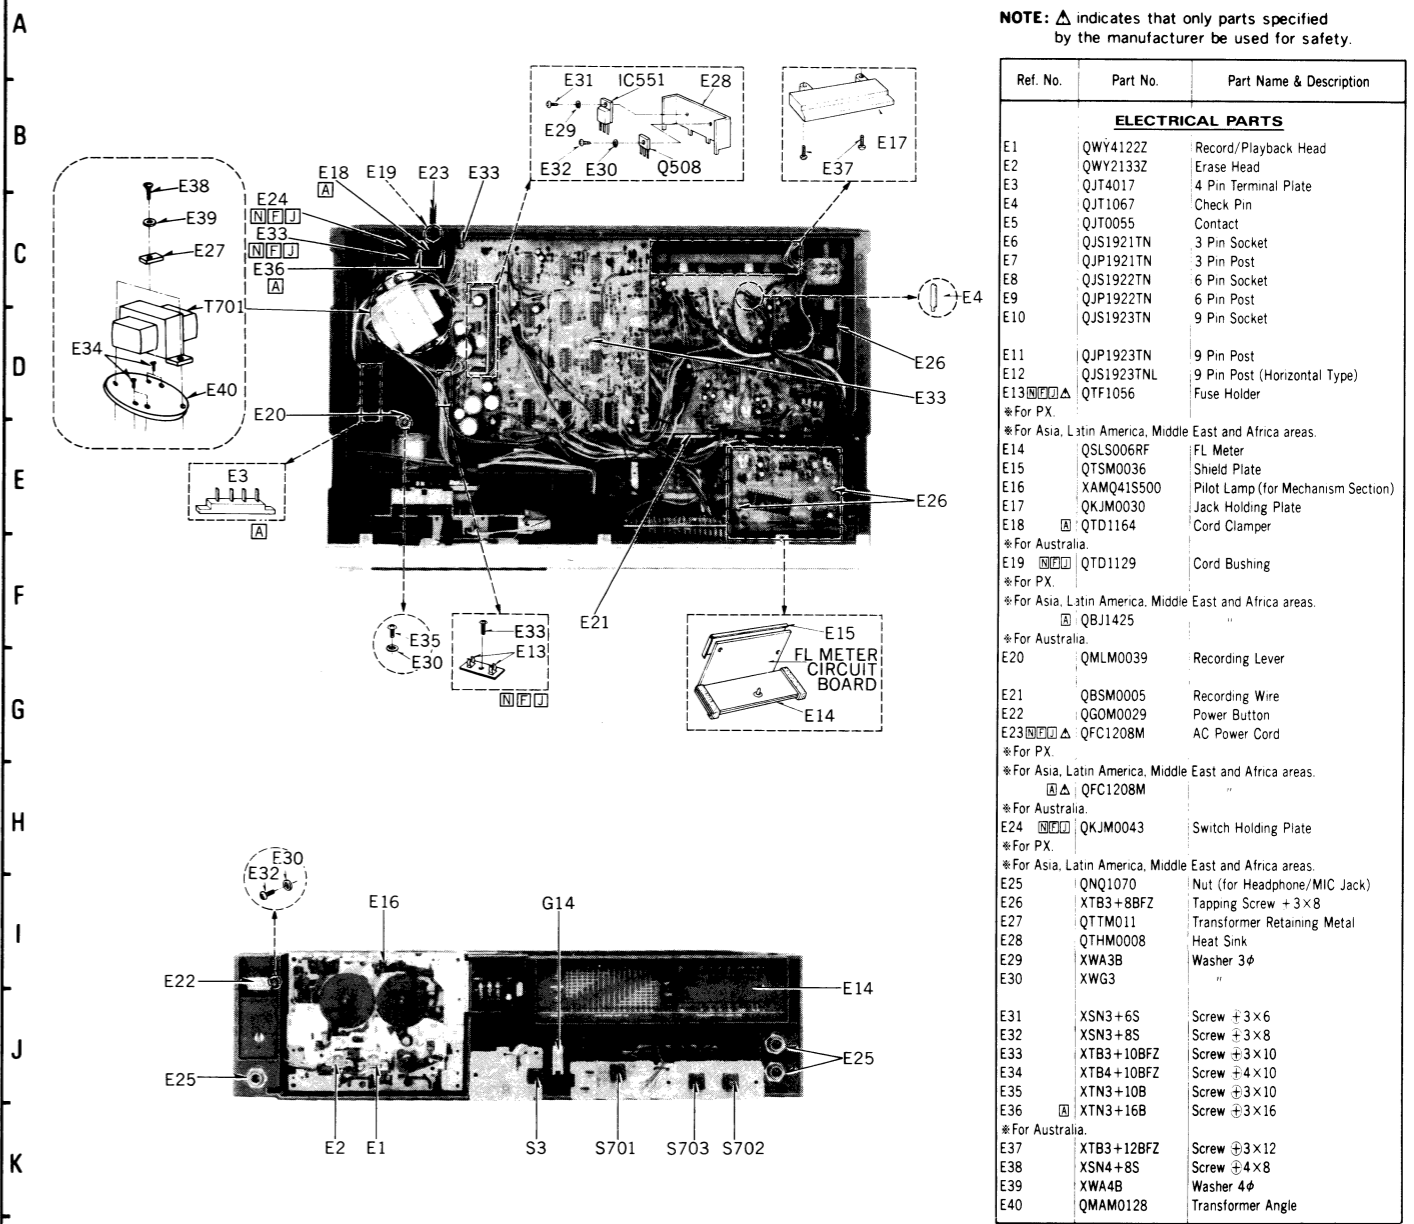 A
B
C
D
E
F
G
H
I
J
K
NOTE: ⚠ indicates that only parts specified
by the manufacturer be used for safety.
E31 IC551 E28
E29
E32 E30 Q508
E17
E37
E38
E39
E27
T701
E34
E40
E18 E19 E23 E33
A
E24
N F J
E33
N F J
E36
A
E4
E26
E33
E20
E3
A
E26
E21
E35
E30
E33
E13
N F J
E15
FL METER
CIRCUIT
BOARD
E14
E30
E32
E16 G14
E22
E14
E25
E25
E2 E1 S3 S701 S703 S702
Ref. No. Part No. Part Name & Description
ELECTRICAL PARTS
E1 QWY4122Z Record/Playback Head
E2 QWY2133Z Erase Head
E3 QJT4017 4 Pin Terminal Plate
E4 QJT1067 Check Pin
E5 QJT0055 Contact
E6 QJS1921TN 3 Pin Socket
E7 QJP1921TN 3 Pin Post
E8 QJS1922TN 6 Pin Socket
E9 QJP1922TN 6 Pin Post
E10 QJS1923TN 9 Pin Socket
E11 QJP1923TN 9 Pin Post
E12 QJS1923TNL 9 Pin Post (Horizontal Type)
E13 N F J ⚠ QTF1056 Fuse Holder
※For PX.
※For Asia, Latin America, Middle East and Africa areas.
E14 QSLS006RF FL Meter
E15 QTSM0036 Shield Plate
E16 XAMQ41S500 Pilot Lamp (for Mechanism Section)
E17 QKJM0030 Jack Holding Plate
E18 A QTD1164 Cord Clamper
※For Australia.
E19 N F J QTD1129 Cord Bushing
※For PX.
※For Asia, Latin America, Middle East and Africa areas.
A QBJ1425 〃
※For Australia.
E20 QMLM0039 Recording Lever
E21 QBSM0005 Recording Wire
E22 QGOM0029 Power Button
E23 N F J ⚠ QFC1208M AC Power Cord
※For PX.
※For Asia, Latin America, Middle East and Africa areas.
A ⚠ QFC1208M 〃
※For Australia.
E24 N F J QKJM0043 Switch Holding Plate
※For PX.
※For Asia, Latin America, Middle East and Africa areas.
E25 QNQ1070 Nut (for Headphone/MIC Jack)
E26 XTB3+8BFZ Tapping Screw +3×8
E27 QTTM011 Transformer Retaining Metal
E28 QTHM0008 Heat Sink
E29 XWA3B Washer 3ϕ
E30 XWG3 〃
E31 XSN3+6S Screw ⊕3×6
E32 XSN3+8S Screw ⊕3×8
E33 XTB3+10BFZ Screw ⊕3×10
E34 XTB4+10BFZ Screw ⊕4×10
E35 XTN3+10B Screw ⊕3×10
E36 A XTN3+16B Screw ⊕3×16
※For Australia.
E37 XTB3+12BFZ Screw ⊕3×12
E38 XSN4+8S Screw ⊕4×8
E39 XWA4B Washer 4ϕ
E40 QMAM0128 Transformer Angle